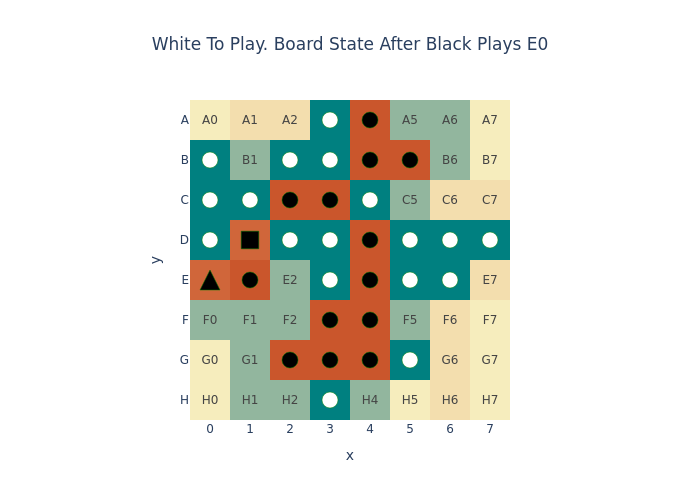 White To Play. Board State After Black Plays E0
A A0 A1 A2 A5 A6 A7
B B1 B6 B7
C C5 C6 C7
D
y
E E2 E7
F F0 F1 F2 F5 F6 F7
G G0 G1 G6 G7
H H0 H1 H2 H4 H5 H6 H7
0 1 2 3 4 5 6 7
x